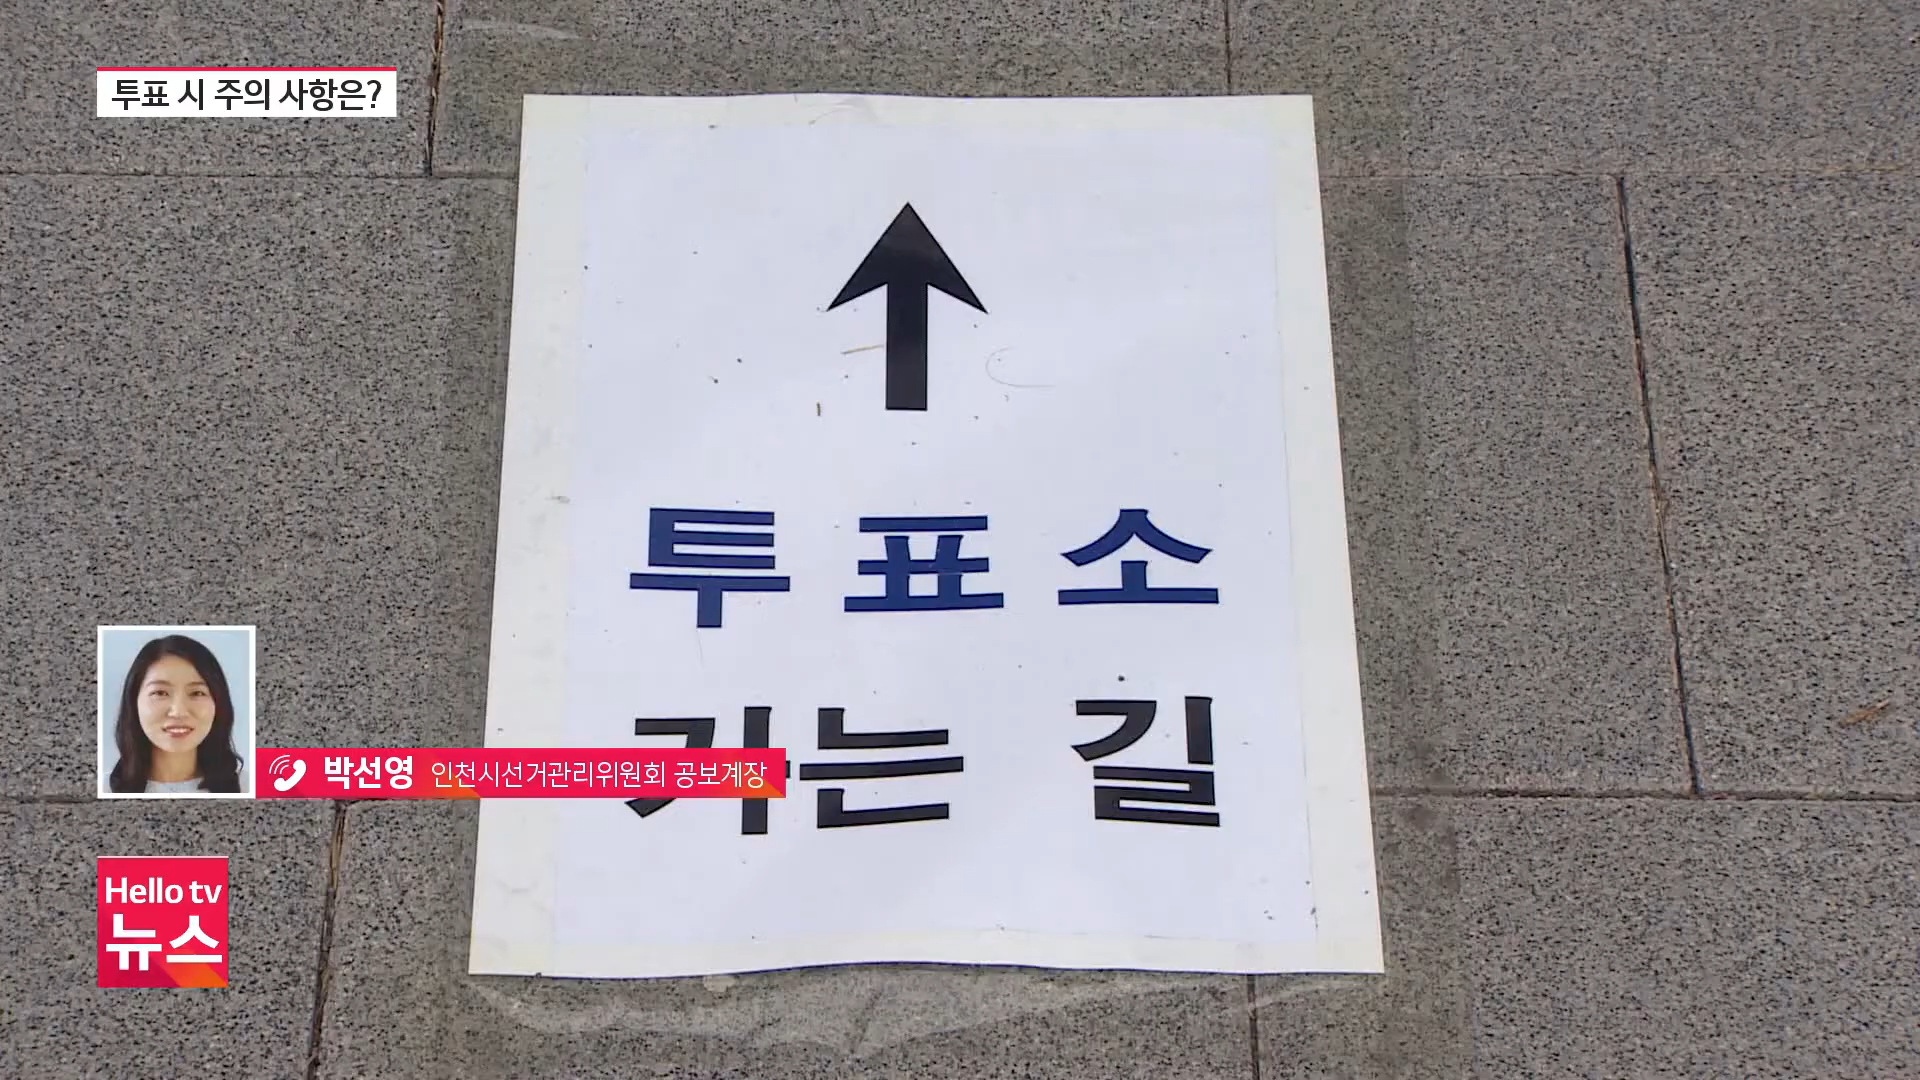 투표 시 주의 사항은?
투표소
가는 길
박선영 인천시선거관리위원회 공보계장
Hello tv
뉴스